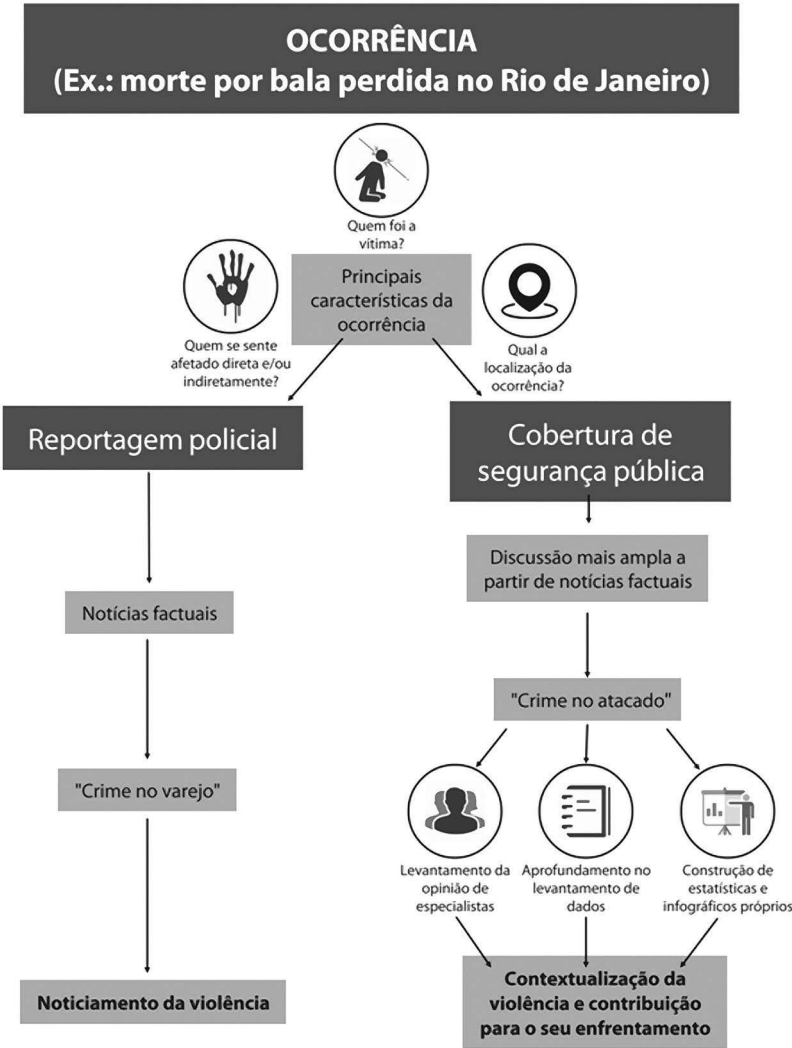 OCORRÊNCIA
(Ex.: morte por bala perdida no Rio de Janeiro)
Quem foi a
vítima?
Principais
características da
ocorrência
Quem se sente
afetado direta e/ou
indiretamente?
Qual a
localização da
ocorrência?
Reportagem policial
Cobertura de
segurança pública
Discussão mais ampla a
partir de notícias factuais
Notícias factuais
"Crime no atacado"
"Crime no varejo"
Levantamento da
opinião de
especialistas
Aprofundamento no
levantamento de
dados
Construção de
estatísticas e
infográficos próprios
Noticiamento da violência
Contextualização da
violência e contribuição
para o seu enfrentamento